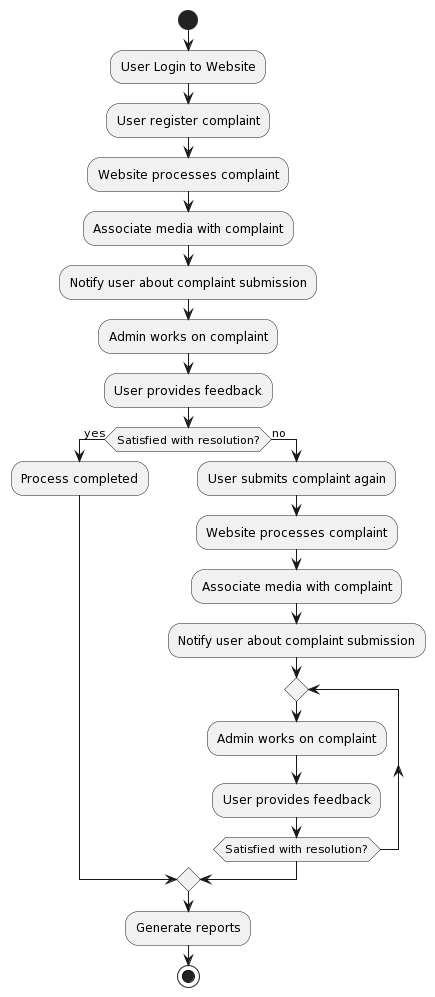 User Login to Website
User register complaint
Website processes complaint
Associate media with complaint
Notify user about complaint submission
Admin works on complaint
User provides feedback
yes
Satisfied with resolution?
no
Process completed
User submits complaint again
Website processes complaint
Associate media with complaint
Notify user about complaint submission
Admin works on complaint
User provides feedback
Satisfied with resolution?
Generate reports